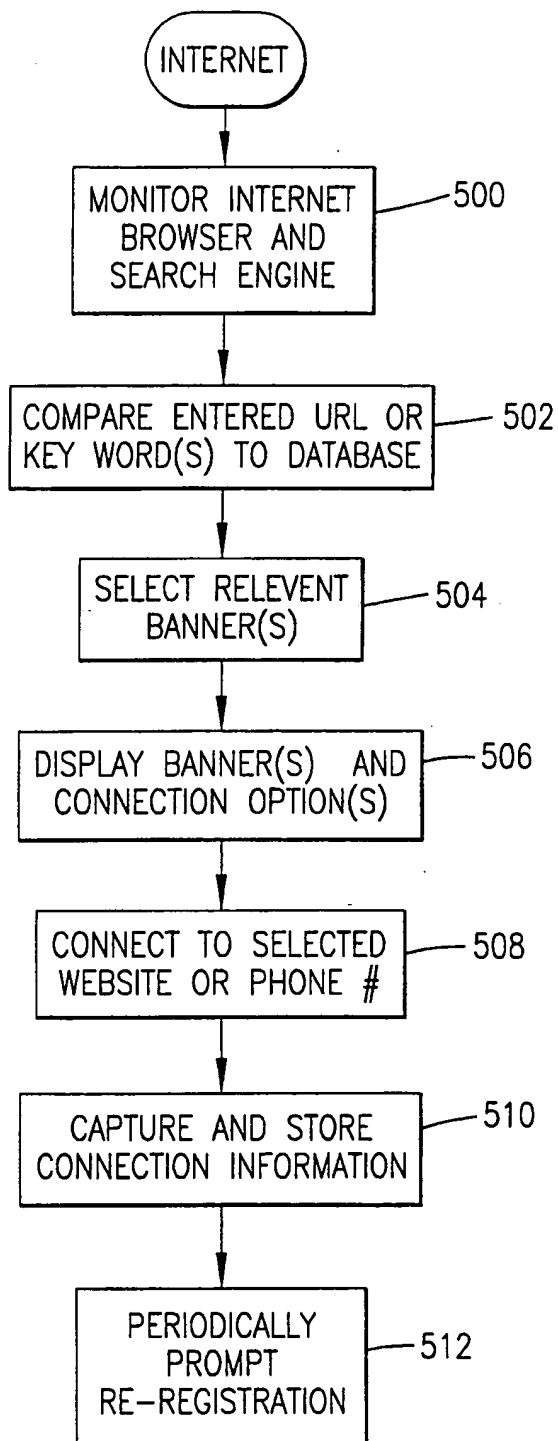 INTERNET
MONITOR INTERNET
BROWSER AND
SEARCH ENGINE
500
COMPARE ENTERED URL OR
KEY WORD(S) TO DATABASE
502
SELECT RELEVENT
BANNER(S)
504
DISPLAY BANNER(S) AND
CONNECTION OPTION(S)
506
CONNECT TO SELECTED
WEBSITE OR PHONE #
508
CAPTURE AND STORE
CONNECTION INFORMATION
510
PERIODICALLY
PROMPT
RE-REGISTRATION
512